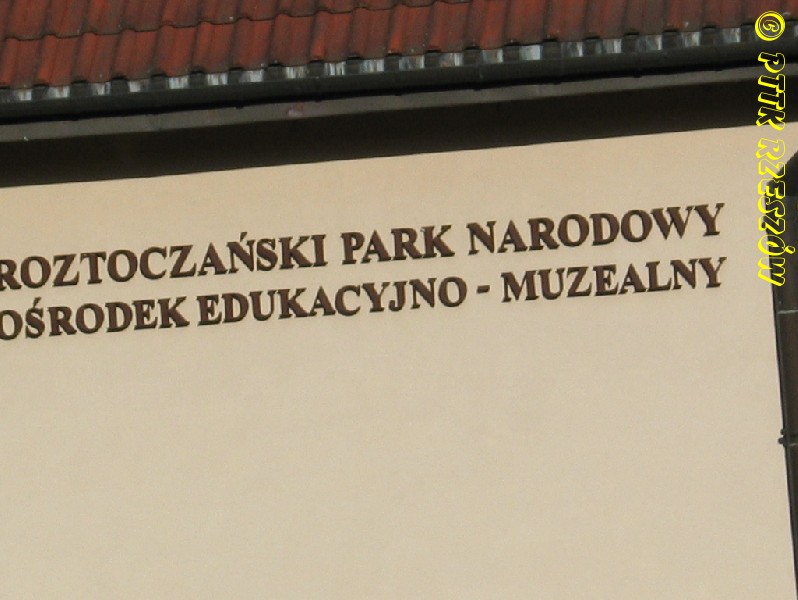 ROZTOCZAŃSKI PARK NARODOWY
OŚRODEK EDUKACYJNO - MUZEALNY
© PTTK RZESZÓW